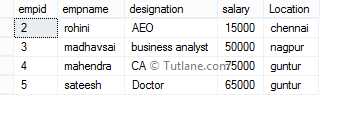 empid empname designation salary Location
2 rohini AEO 15000 chennai
3 madhavsai business analyst 50000 nagpur
4 mahendra CA © Tutlane.com 75000 guntur
5 sateesh Doctor 65000 guntur